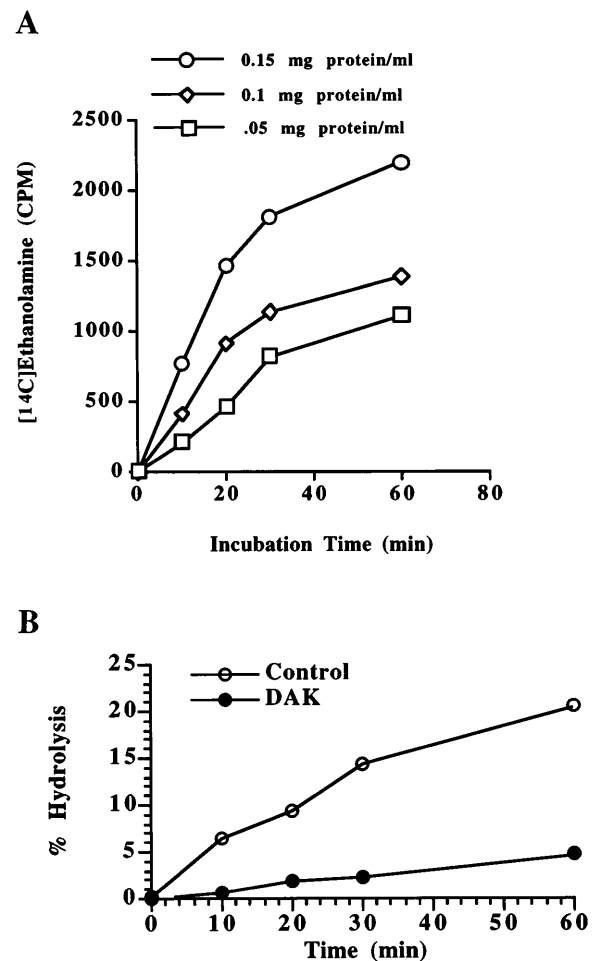 A
0.15 mg protein/ml
0.1 mg protein/ml
.05 mg protein/ml
2500
2000
1500
1000
500
0
[14C]Ethanolamine (CPM)
0 20 40 60 80
Incubation Time (min)
B
Control
DAK
25
20
15
10
5
0
% Hydrolysis
0 10 20 30 40 50 60
Time (min)